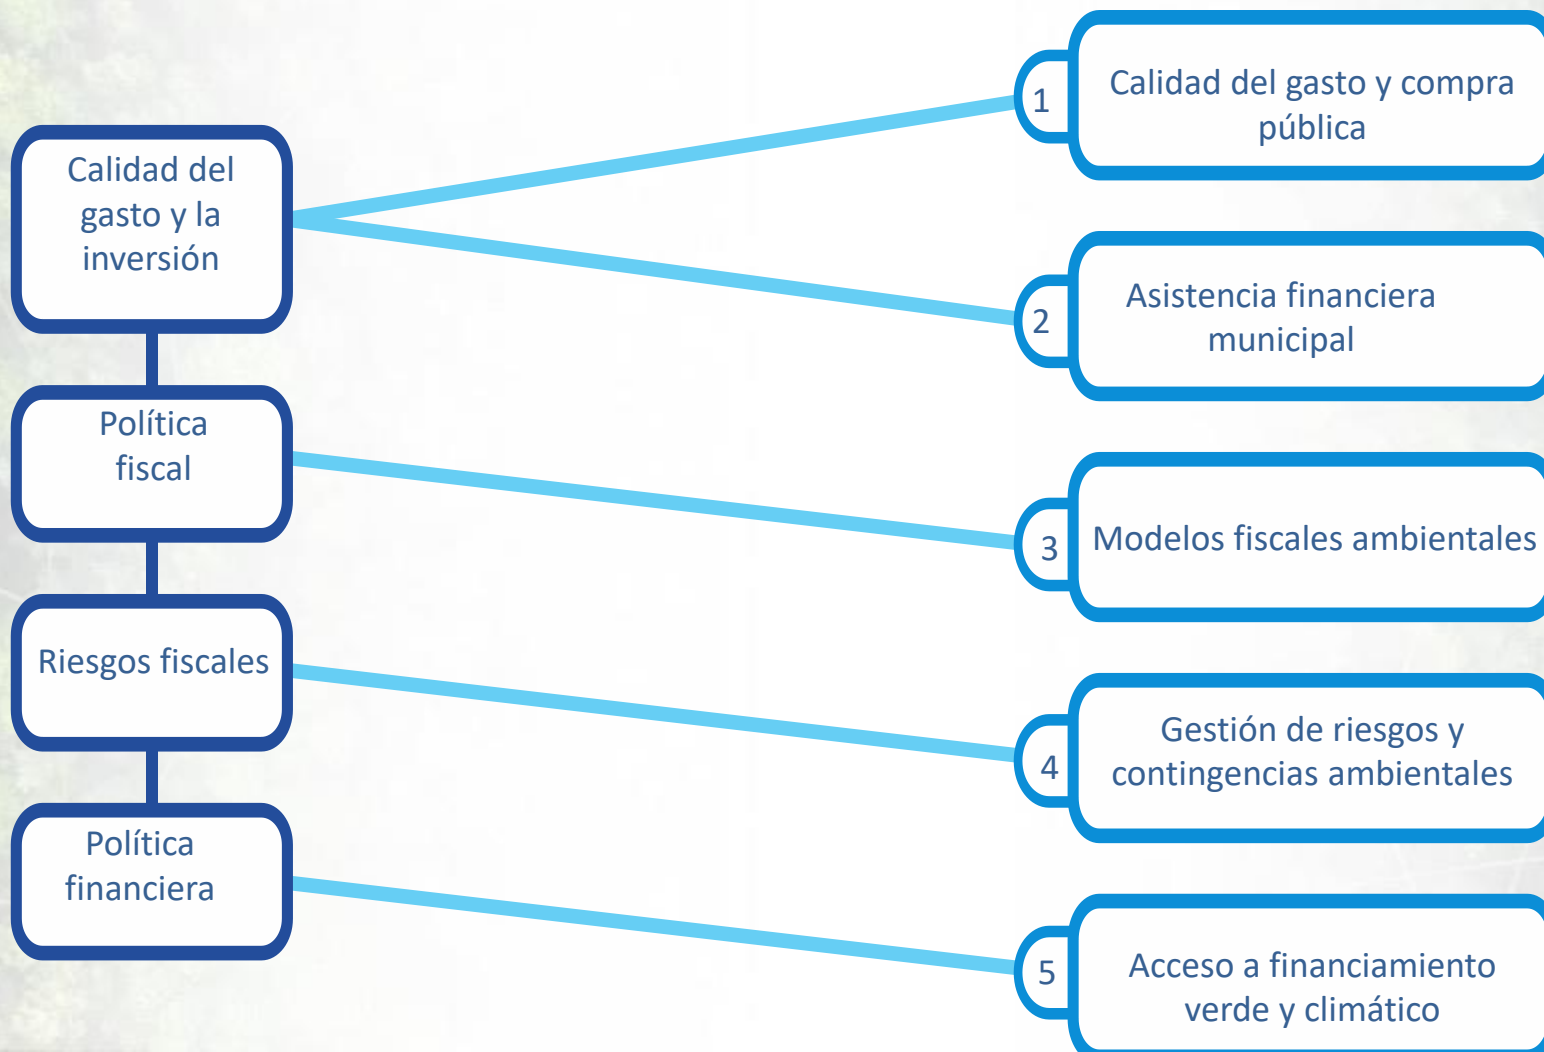 Calidad del
gasto y la
inversión
Política
fiscal
Riesgos fiscales
Política
financiera
1
Calidad del gasto y compra
pública
2
Asistencia financiera
municipal
3
Modelos fiscales ambientales
4
Gestión de riesgos y
contingencias ambientales
5
Acceso a financiamiento
verde y climático